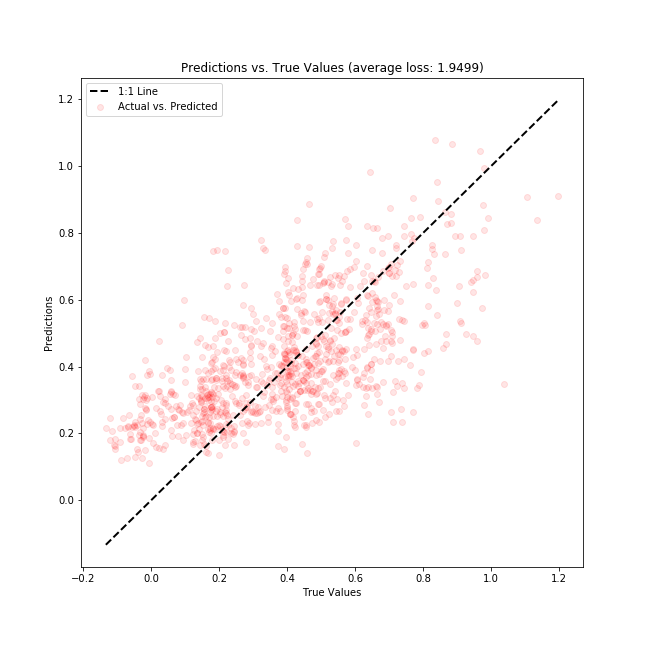 Predictions vs. True Values (average loss: 1.9499)
1:1 Line
Actual vs. Predicted
1.2
1.0
0.8
0.6
0.4
0.2
0.0
Predictions
−0.2 0.0 0.2 0.4 0.6 0.8 1.0 1.2
True Values